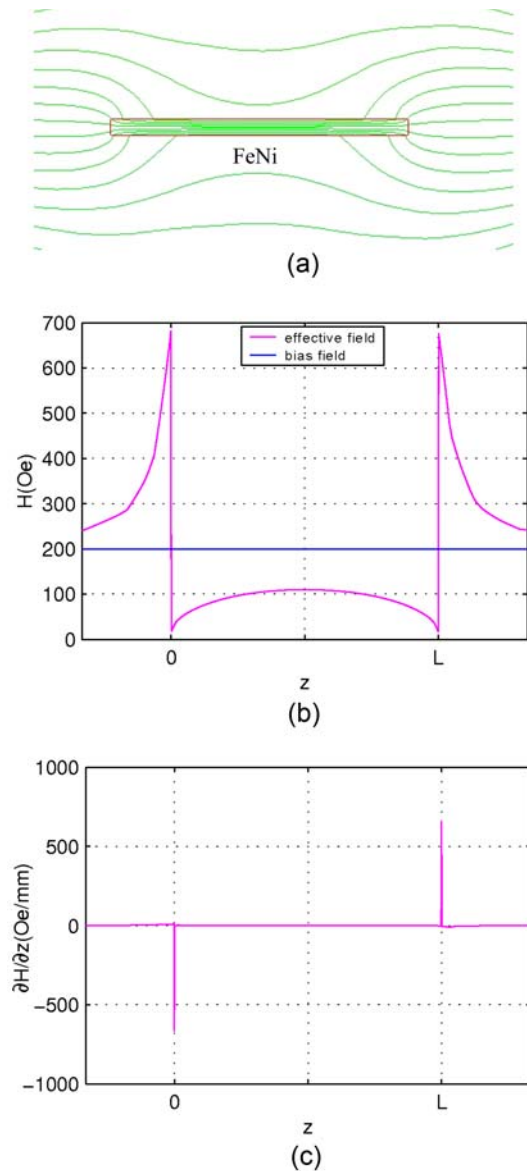 FeNi
(a)
700
600
500
400
300
200
100
0
H(Oe)
effective field
bias field
0 L
z
(b)
1000
500
0
−500
−1000
∂H/∂z(Oe/mm)
0 L
z
(c)